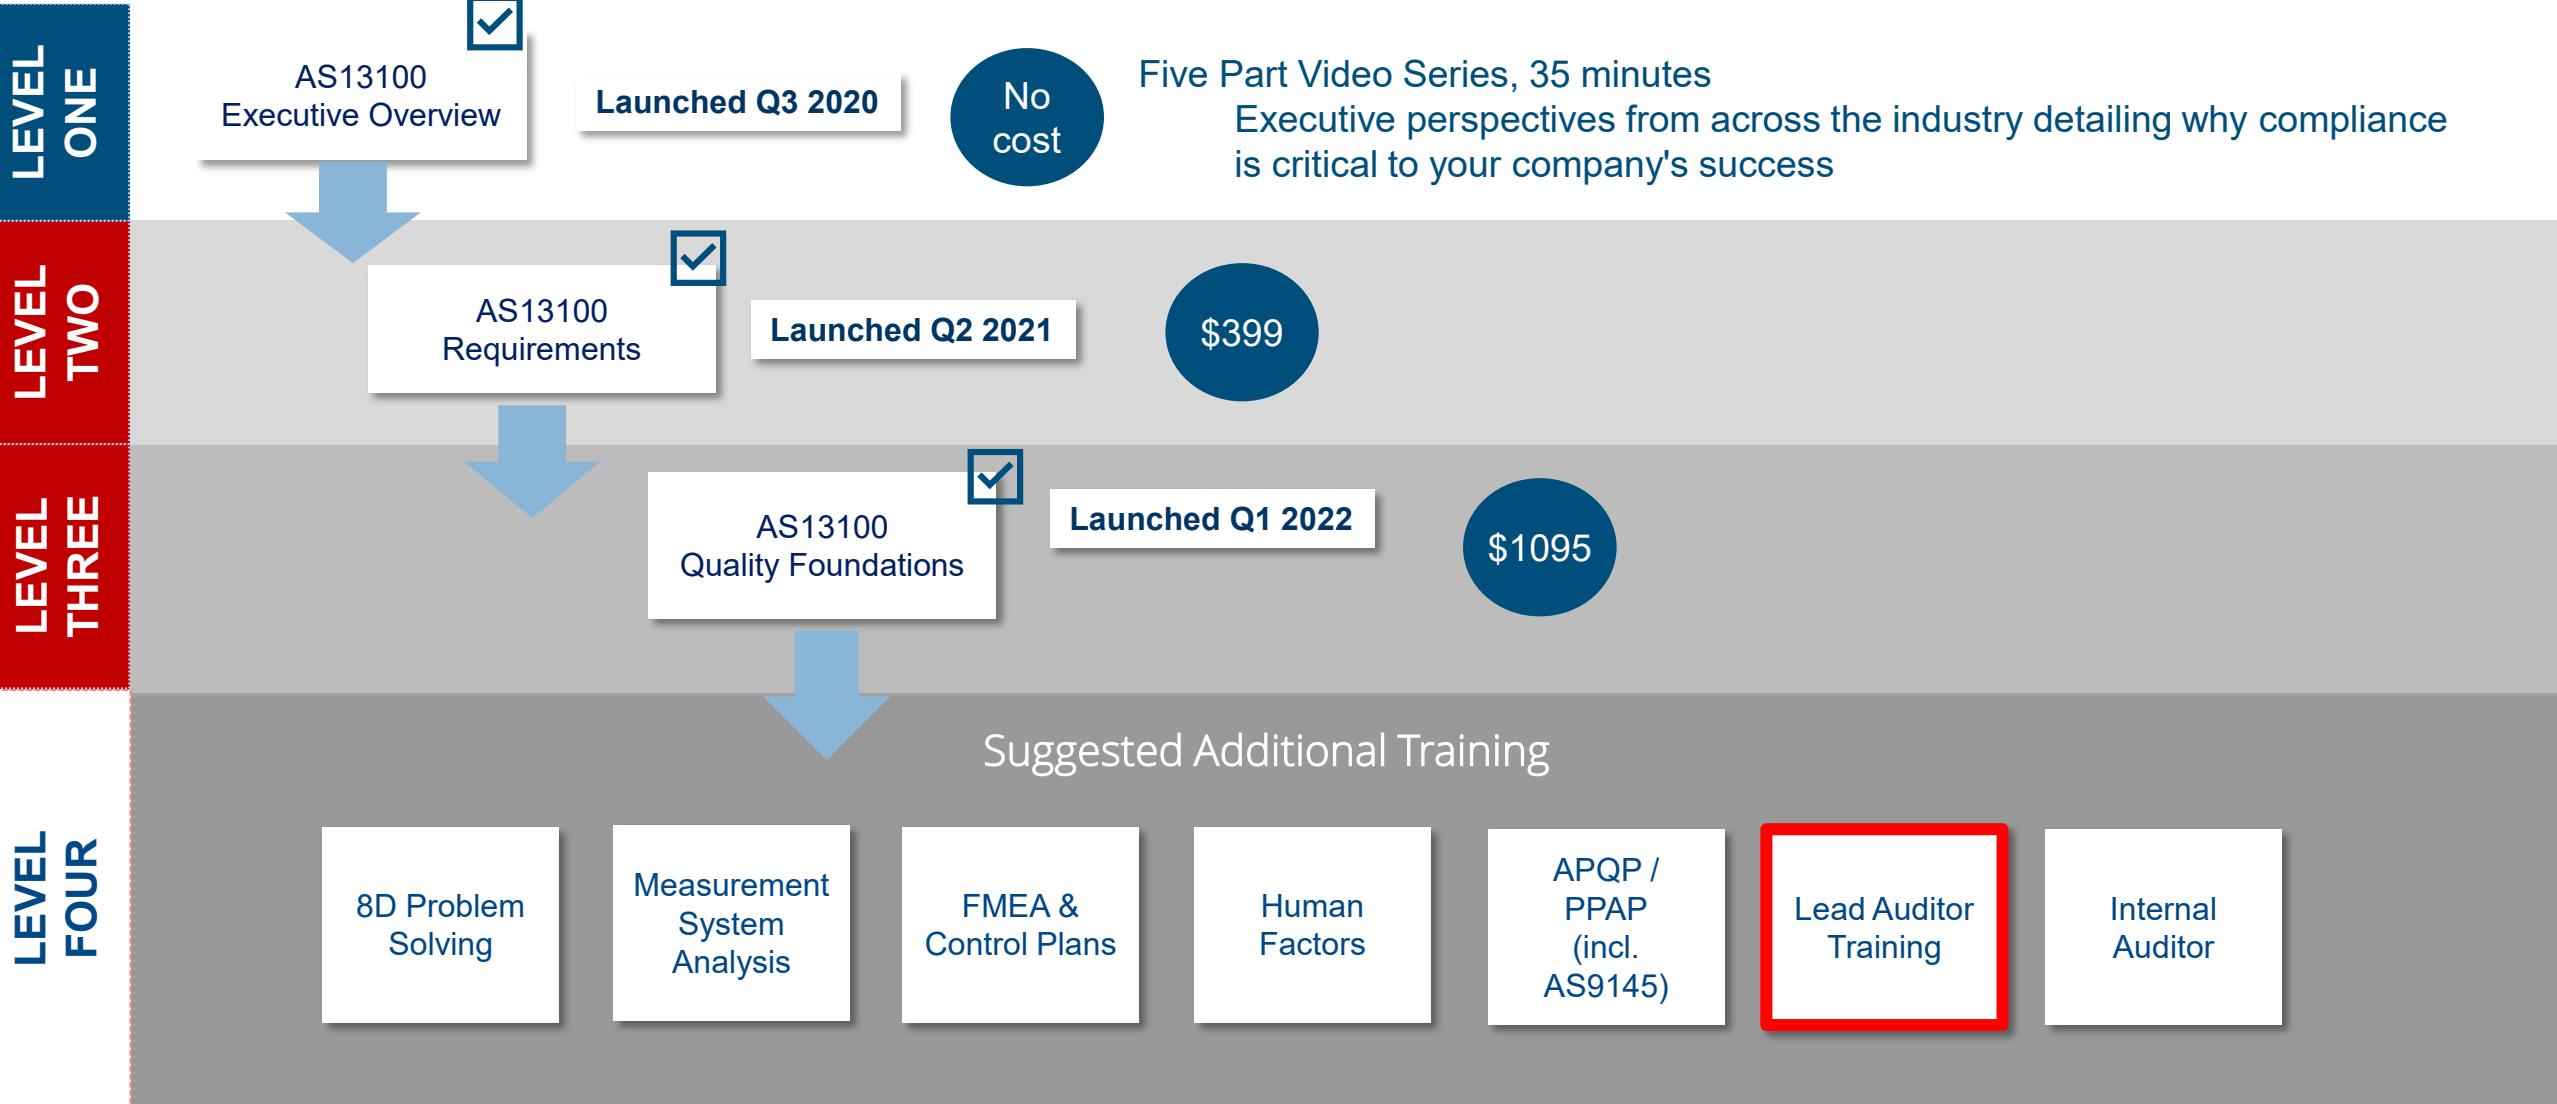 LEVEL
ONE
AS13100
Executive Overview
Launched Q3 2020
No
cost
Five Part Video Series, 35 minutes
Executive perspectives from across the industry detailing why compliance
is critical to your company's success
LEVEL
TWO
AS13100
Requirements
Launched Q2 2021
$399
LEVEL
THREE
AS13100
Quality Foundations
Launched Q1 2022
$1095
LEVEL
FOUR
Suggested Additional Training
8D Problem
Solving
Measurement
System
Analysis
FMEA &
Control Plans
Human
Factors
APQP /
PPAP
(incl.
AS9145)
Lead Auditor
Training
Internal
Auditor